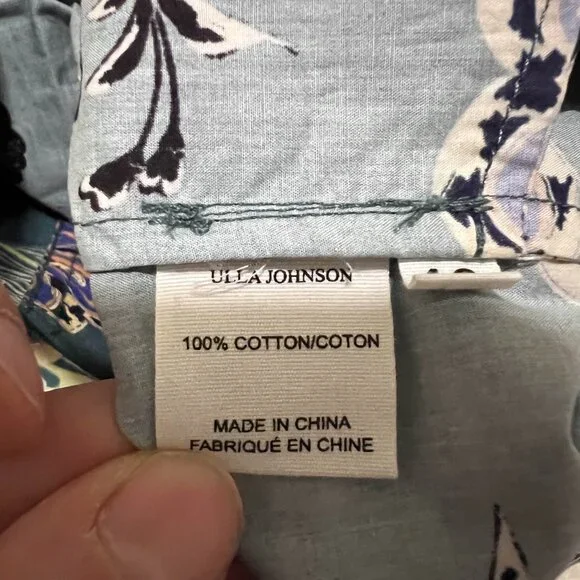 ULLA JOHNSON
100% COTTON/COTON
MADE IN CHINA
FABRIQUÉ EN CHINE